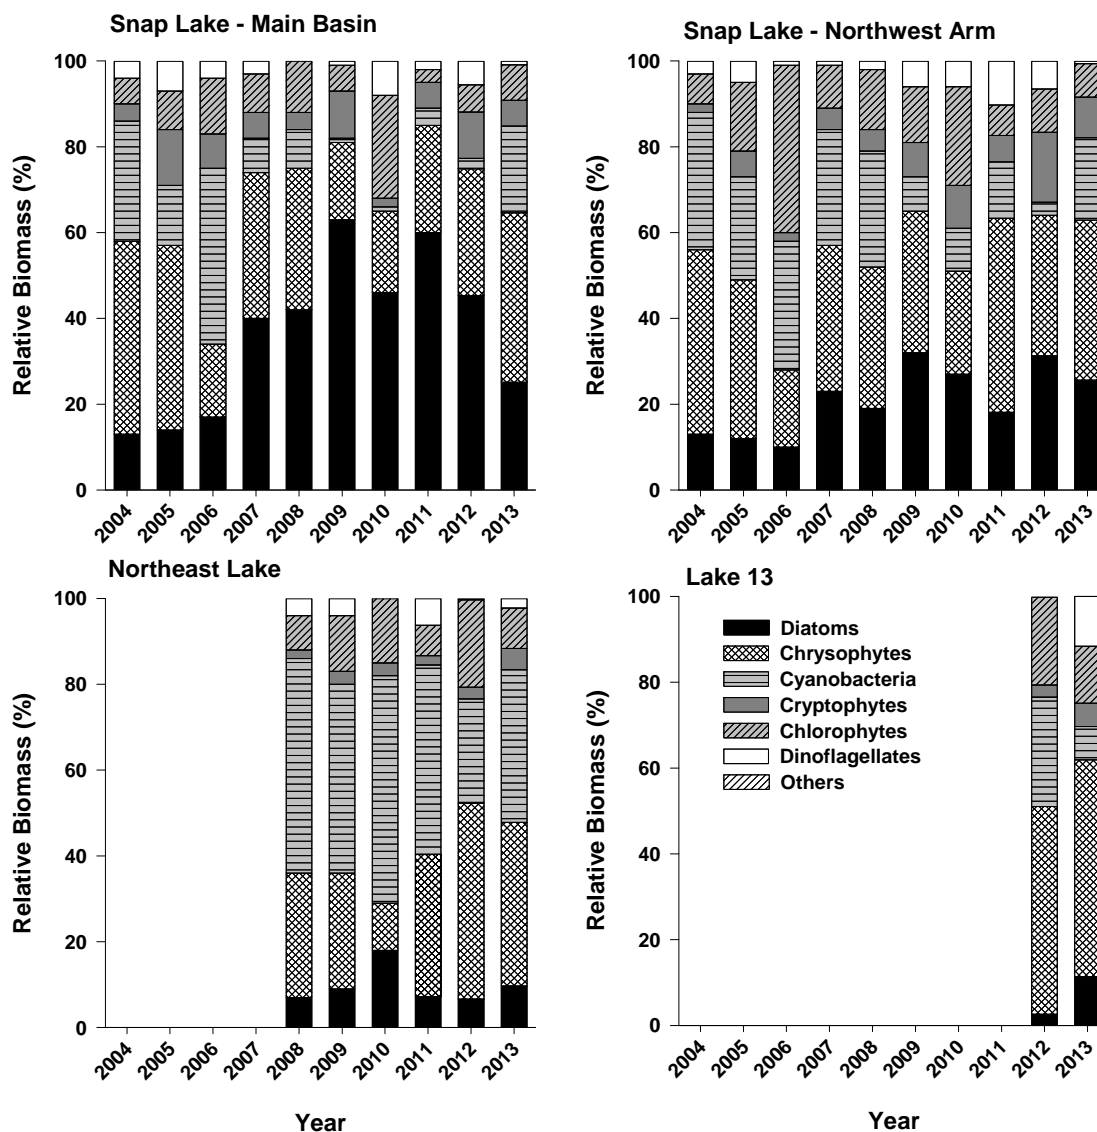 Snap Lake - Main Basin
Relative Biomass (%)
100
80
60
40
20
0
2004 2005 2006 2007 2008 2009 2010 2011 2012 2013
Snap Lake - Northwest Arm
Relative Biomass (%)
100
80
60
40
20
0
2004 2005 2006 2007 2008 2009 2010 2011 2012 2013
Northeast Lake
Relative Biomass (%)
100
80
60
40
20
0
2004 2005 2006 2007 2008 2009 2010 2011 2012 2013
Year
Lake 13
Relative Biomass (%)
100
80
60
40
20
0
Diatoms
Chrysophytes
Cyanobacteria
Cryptophytes
Chlorophytes
Dinoflagellates
Others
2004 2005 2006 2007 2008 2009 2010 2011 2012 2013
Year